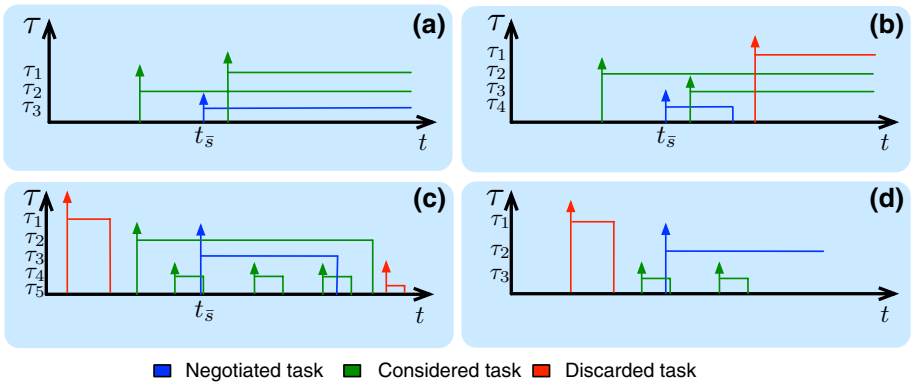 τ (a)
τ₁
τ₂
τ₃
t_s̄ t
τ (b)
τ₁
τ₂
τ₃
τ₄
t_s̄ t
τ (c)
τ₁
τ₂
τ₃
τ₄
τ₅
t_s̄ t
τ (d)
τ₁
τ₂
τ₃
t
Negotiated task Considered task Discarded task